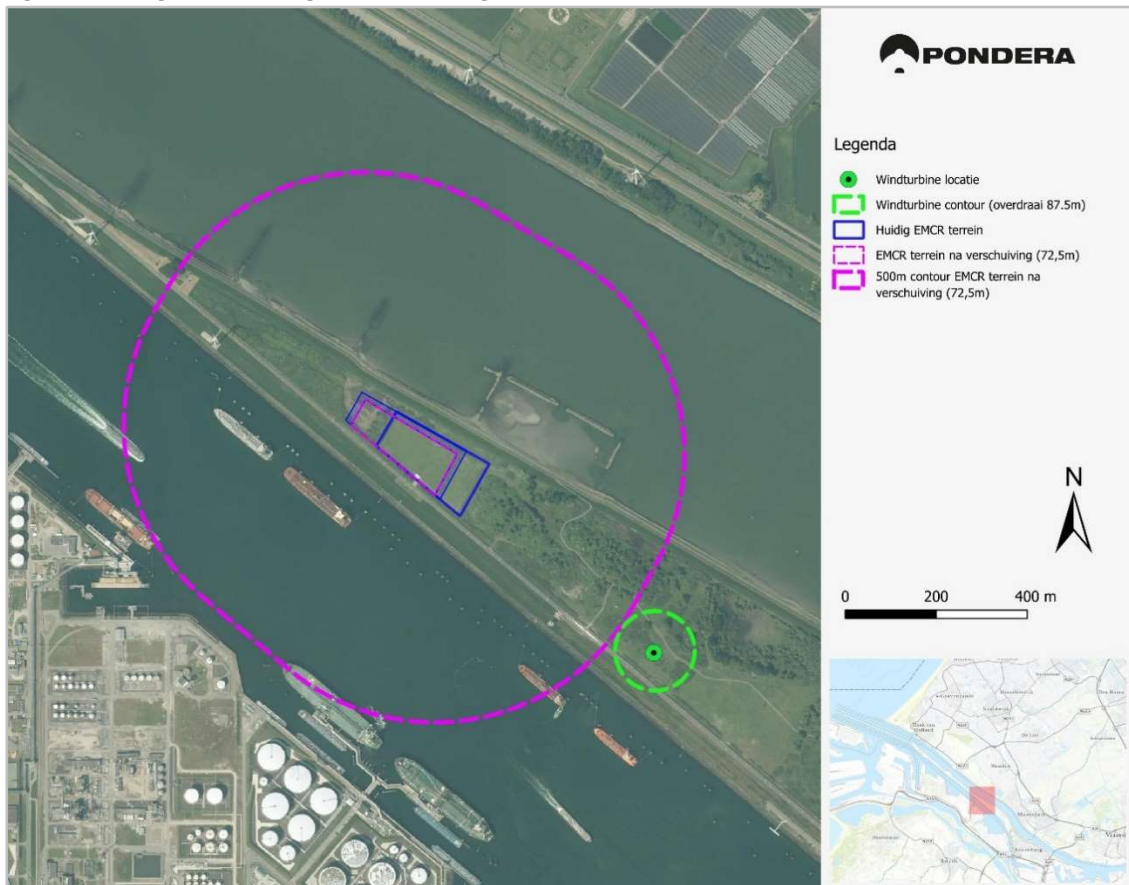 PONDERA
Legenda
Windturbine locatie
Windturbine contour (overdraai 87.5m)
Huidig EMCR terrein
EMCR terrein na verschuiving (72,5m)
500m contour EMCR terrein na
verschuiving (72,5m)
N
0 200 400 m